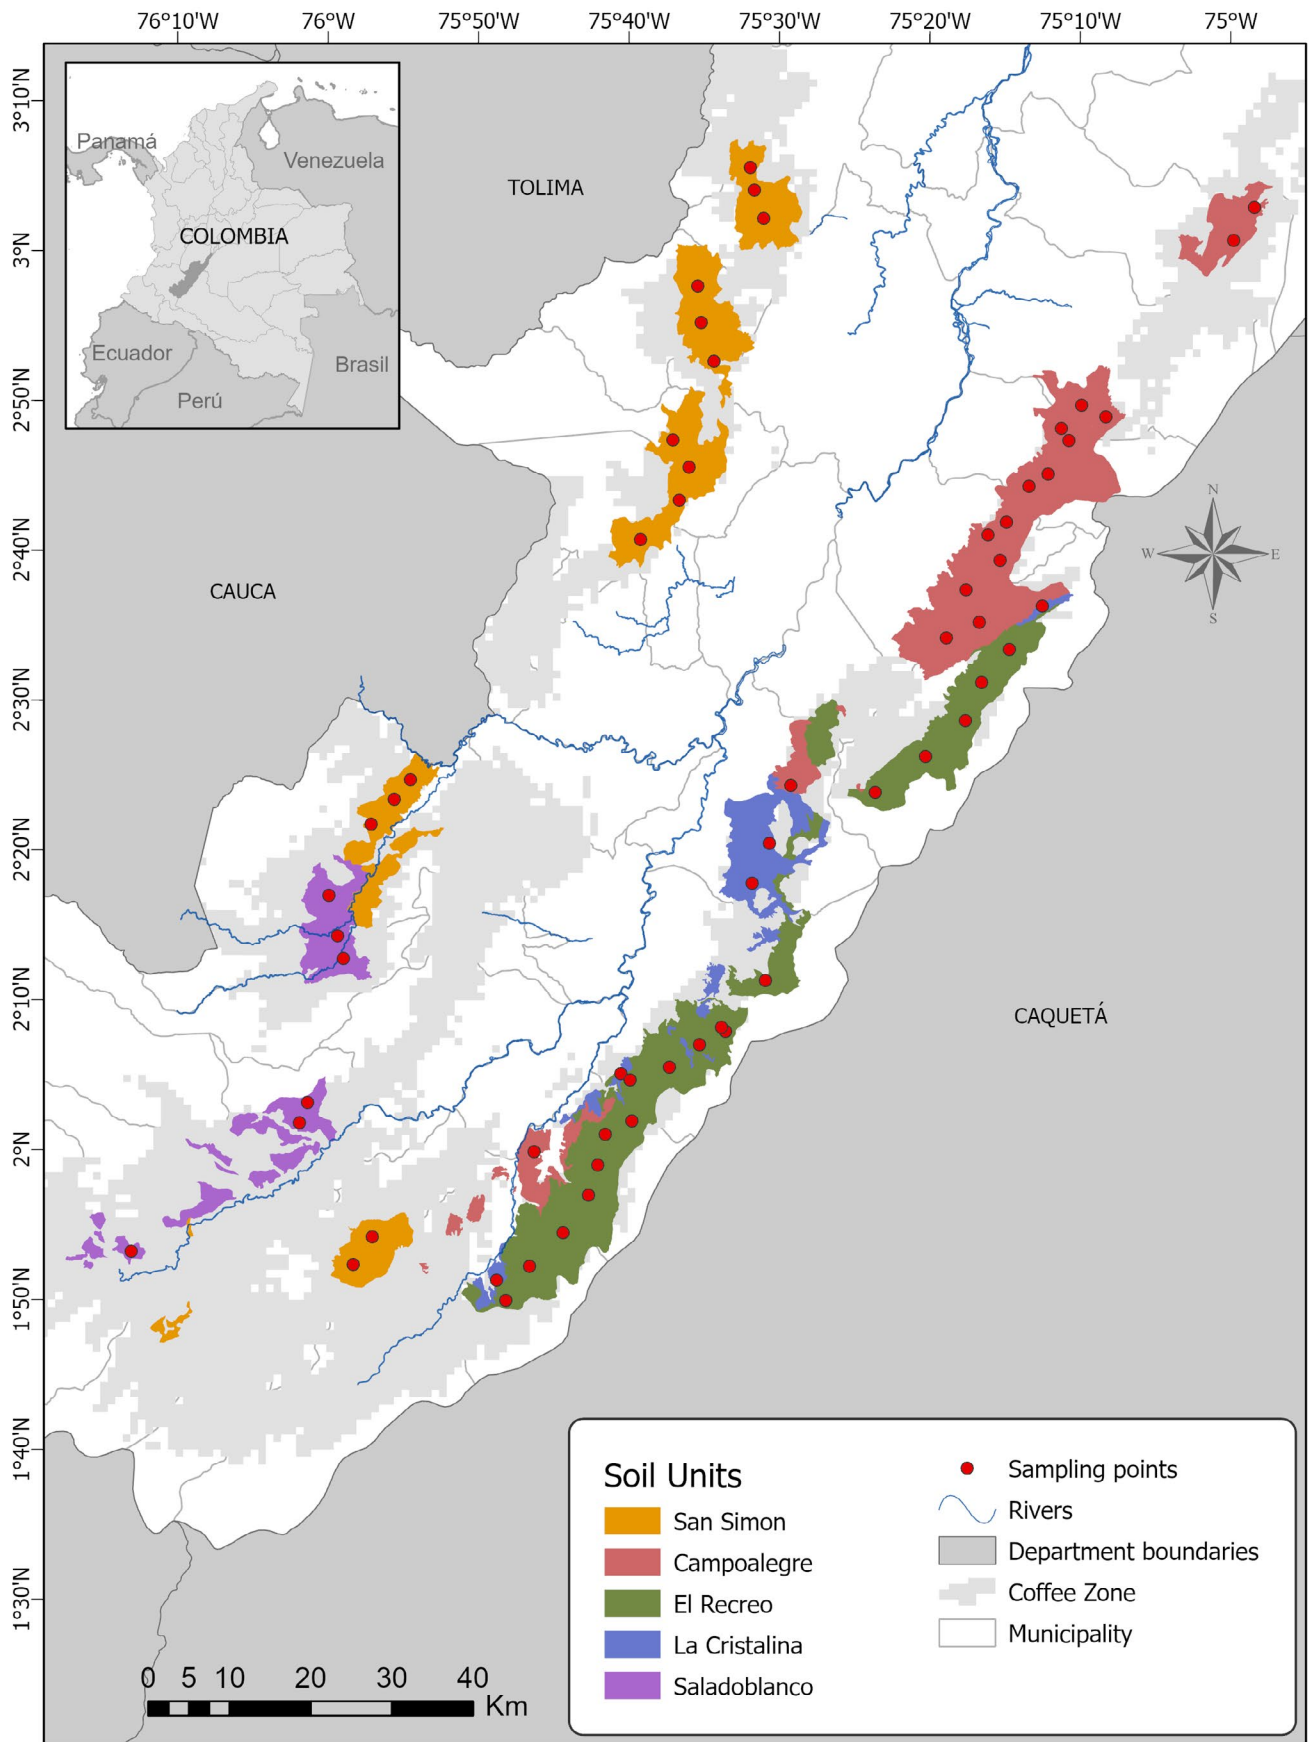 76°10'W 76°W 75°50'W 75°40'W 75°30'W 75°20'W 75°10'W 75°W
3°10'N
3°N
2°50'N
2°40'N
2°30'N
2°20'N
2°10'N
2°N
1°50'N
1°40'N
1°30'N
Panamá
Venezuela
COLOMBIA
Ecuador
Brasil
Perú
TOLIMA
CAUCA
CAQUETÁ
N
W E
S
Soil Units
San Simon
Campoalegre
El Recreo
La Cristalina
Saladoblanco
Sampling points
Rivers
Department boundaries
Coffee Zone
Municipality
0 5 10 20 30 40
Km